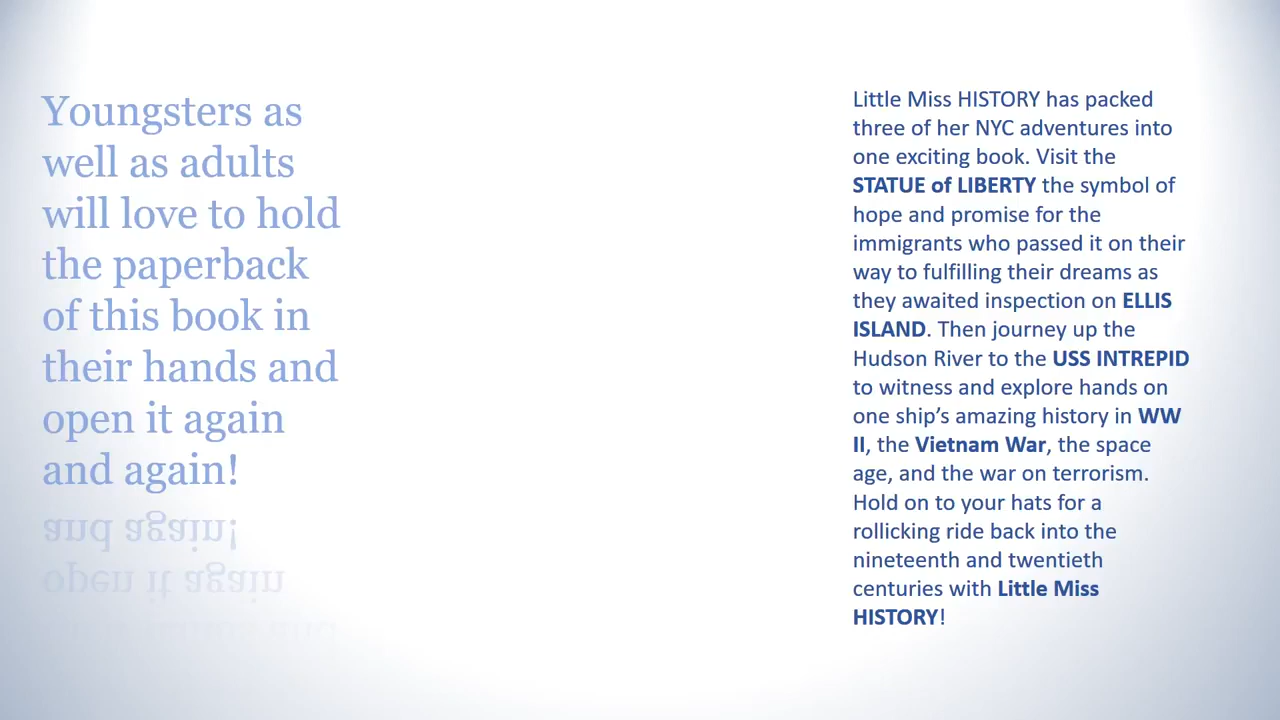 Youngsters as
well as adults
will love to hold
the paperback
of this book in
their hands and
open it again
and again!
Little Miss HISTORY has packed
three of her NYC adventures into
one exciting book. Visit the
STATUE of LIBERTY the symbol of
hope and promise for the
immigrants who passed it on their
way to fulfilling their dreams as
they awaited inspection on ELLIS
ISLAND. Then journey up the
Hudson River to the USS INTREPID
to witness and explore hands on
one ship’s amazing history in WW
II, the Vietnam War, the space
age, and the war on terrorism.
Hold on to your hats for a
rollicking ride back into the
nineteenth and twentieth
centuries with Little Miss
HISTORY!